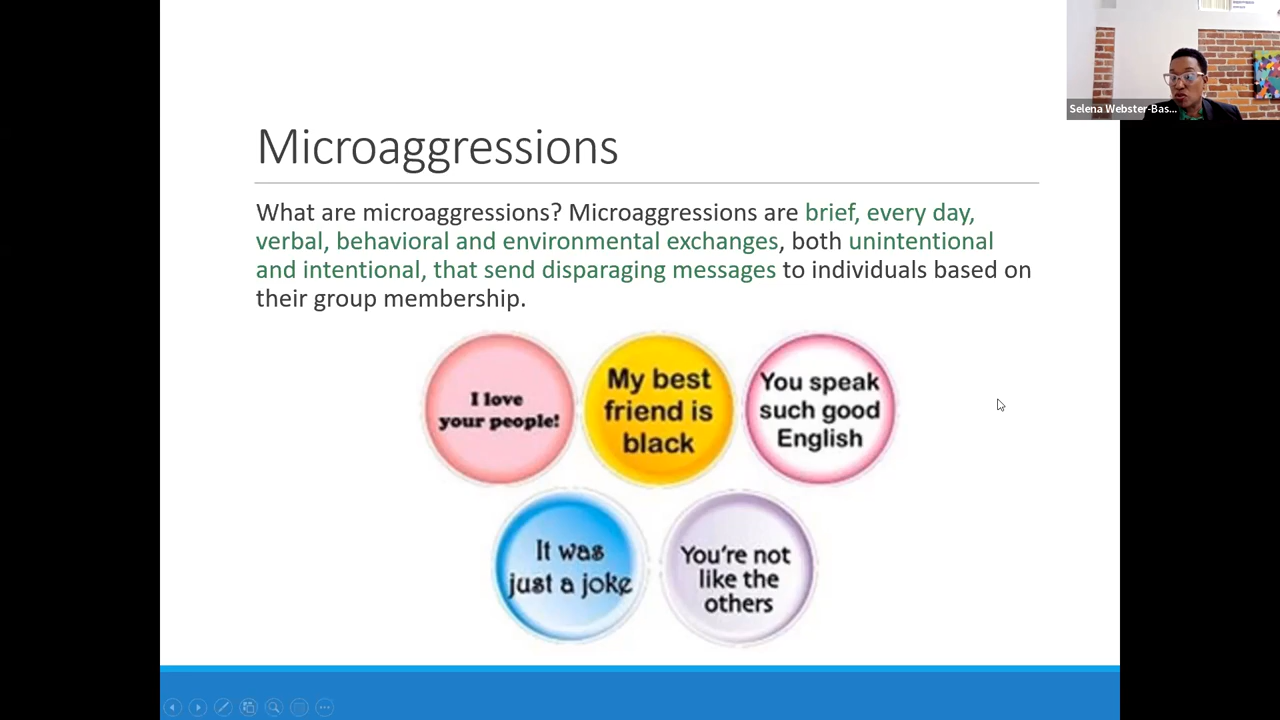 Selena Webster-Bas...
Microaggressions
What are microaggressions? Microaggressions are brief, every day,
verbal, behavioral and environmental exchanges, both unintentional
and intentional, that send disparaging messages to individuals based on
their group membership.
I love
your people!
My best
friend is
black
You speak
such good
English
It was
just a joke
You're not
like the
others